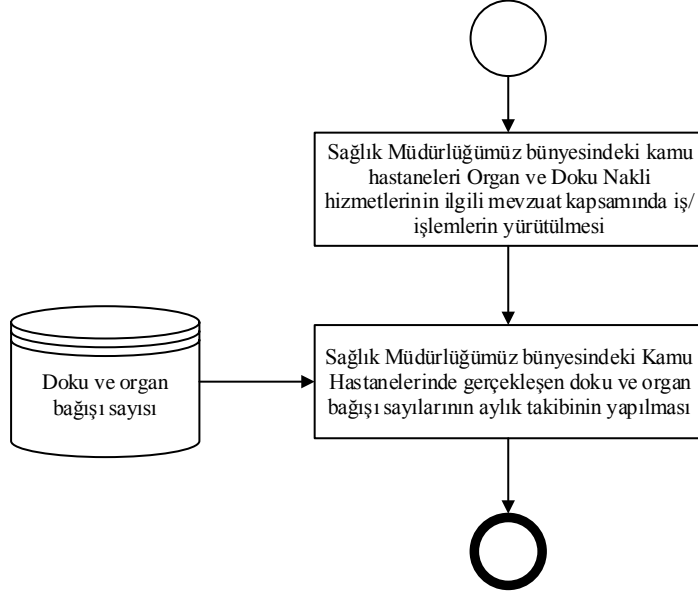 Sağlık Müdürlüğümüz bünyesindeki kamu
hastaneleri Organ ve Doku Nakli
hizmetlerinin ilgili mevzuat kapsamında iş/
işlemlerin yürütülmesi
Doku ve organ
bağışı sayısı
Sağlık Müdürlüğümüz bünyesindeki Kamu
Hastanelerinde gerçekleşen doku ve organ
bağışı sayılarının aylık takibinin yapılması